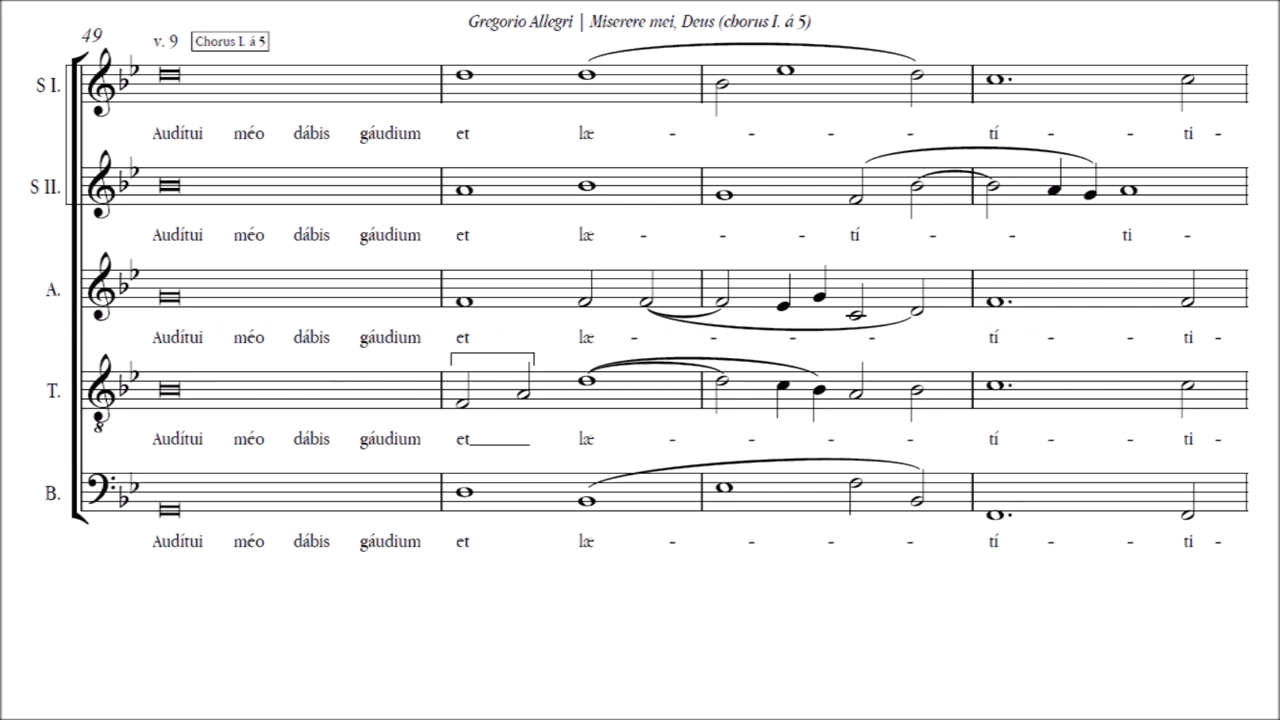 Gregorio Allegri | Miserere mei, Deus (chorus I. á 5)
49
v. 9 Chorus I. á 5
S I.
Audítui méo dábis gáudium et læ - - - - tí - - ti -
S II.
Audítui méo dábis gáudium et læ - - - tí - - ti -
A.
Audítui méo dábis gáudium et læ - - - - tí - - ti -
T.
8
Audítui méo dábis gáudium et____ læ - - - - tí - - ti -
B.
Audítui méo dábis gáudium et læ - - - - tí - - ti -